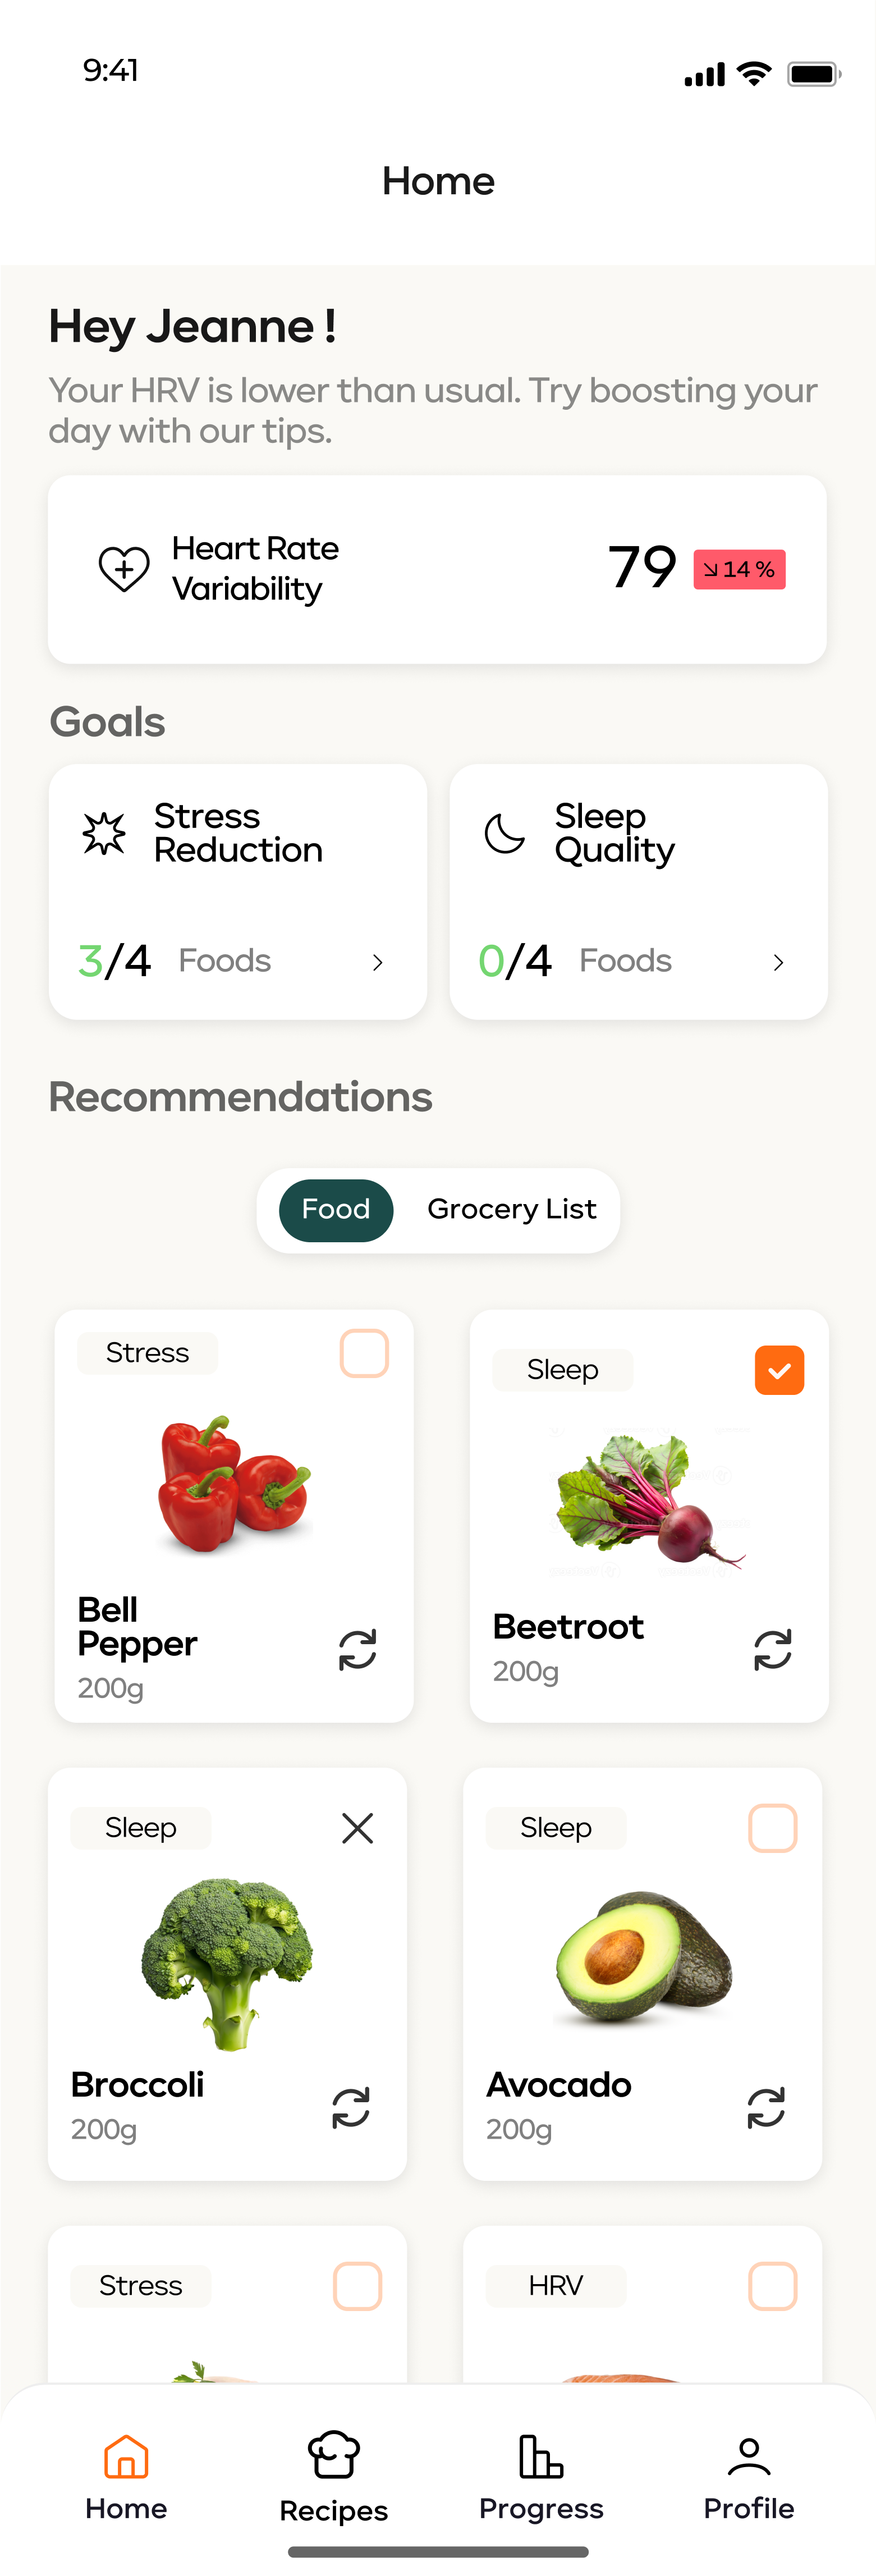 9:41
Home
Hey Jeanne !
Your HRV is lower than usual. Try boosting your
day with our tips.
Heart Rate
Variability
79
↘ 14 %
Goals
Stress
Reduction
3/4 Foods
Sleep
Quality
0/4 Foods
Recommendations
Food
Grocery List
Stress
Bell
Pepper
200g
Sleep
Beetroot
200g
Sleep
Broccoli
200g
Sleep
Avocado
200g
Stress
HRV
Home
Recipes
Progress
Profile